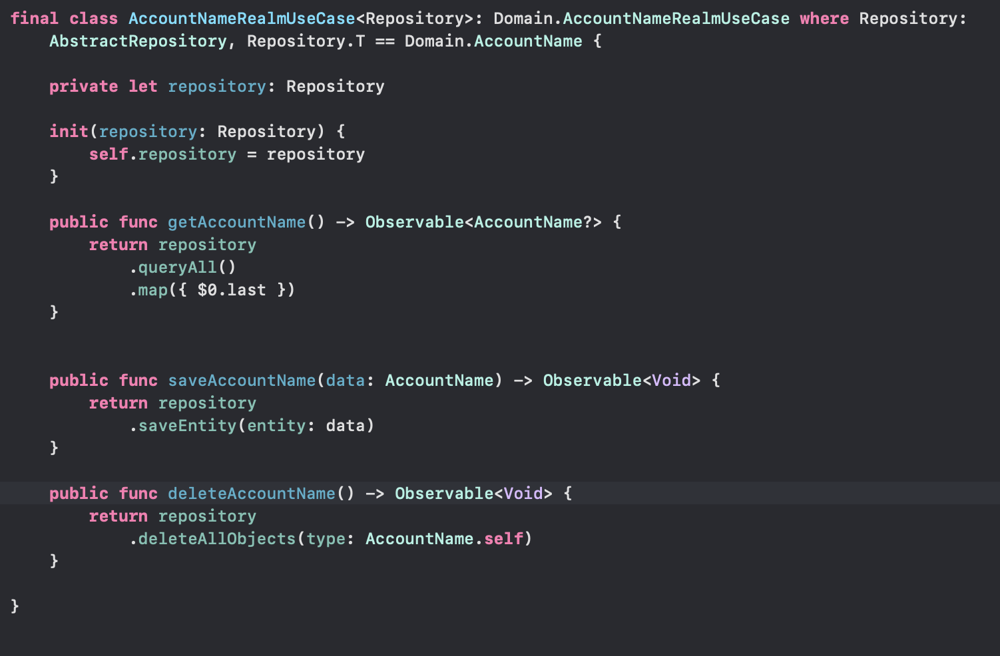 final class AccountNameRealmUseCase<Repository>: Domain.AccountNameRealmUseCase where Repository:
    AbstractRepository, Repository.T == Domain.AccountName {
    private let repository: Repository
    init(repository: Repository) {
        self.repository = repository
    }
    public func getAccountName() -> Observable<AccountName?> {
        return repository
            .queryAll()
            .map({ $0.last })
    }
    public func saveAccountName(data: AccountName) -> Observable<Void> {
        return repository
            .saveEntity(entity: data)
    }
    public func deleteAccountName() -> Observable<Void> {
        return repository
            .deleteAllObjects(type: AccountName.self)
    }
}